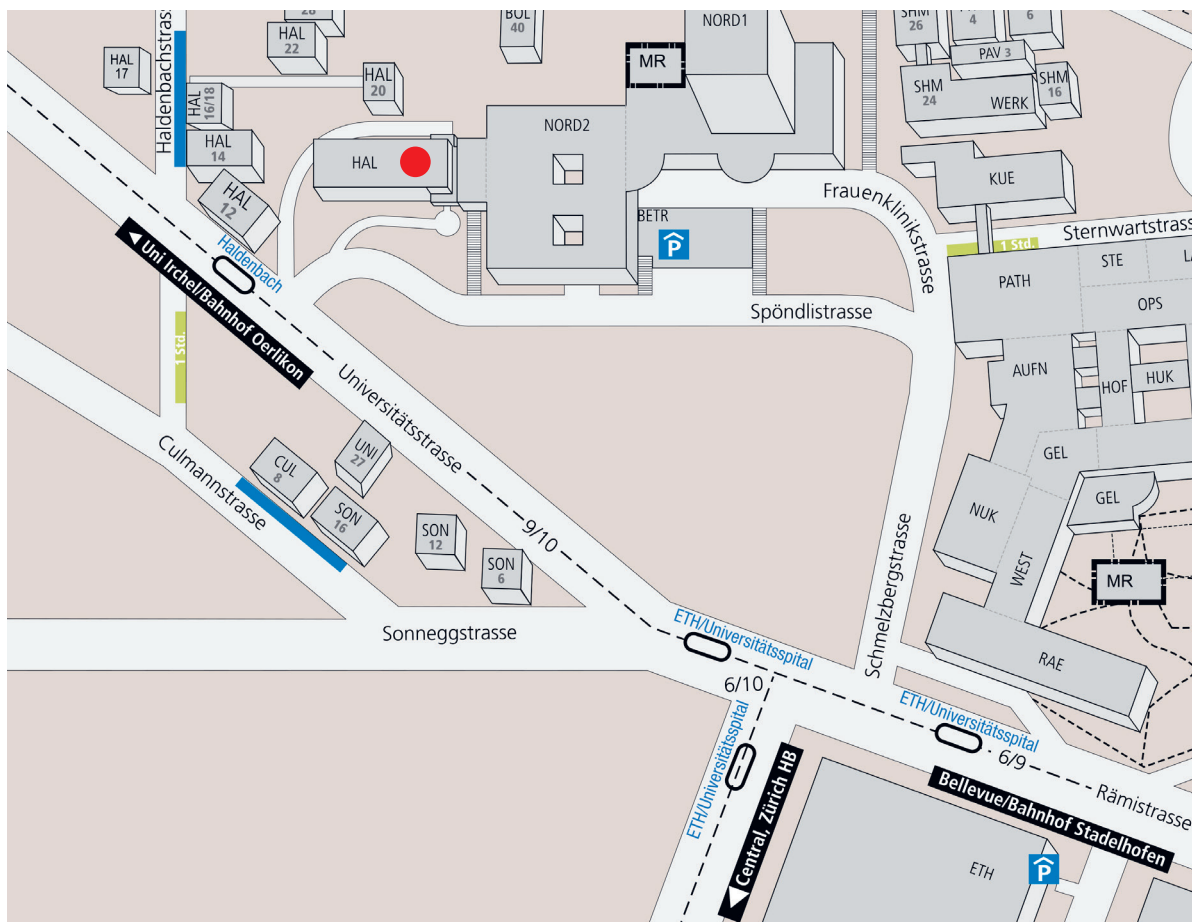 28
BOL
40
NORD1
SHM
26
4
6
HAL
22
HAL
17
HAL
20
MR
PAV 3
SHM
24
WERK
SHM
16
Haldenbachstrasse
HAL
16/18
HAL
14
HAL
NORD2
HAL
12
KUE
Frauenklinikstrasse
BETR
P
1 Std.
Sternwartstrass
STE
LA
PATH
OPS
Haldenbach
Uni Irchel/Bahnhof Oerlikon
Spöndlistrasse
1 Std.
AUFN
HOF
HUK
Universitätsstrasse
CUL
8
UNI
27
GEL
GEL
Culmannstrasse
SON
16
SON
12
SON
6
9/10
NUK
WEST
MR
Sonneggstrasse
Schmelzbergstrasse
RAE
ETH/Universitätsspital
6/10
ETH/Universitätsspital
ETH/Universitätsspital
6/9
Rämistrasse
Bellevue/Bahnhof Stadelhofen
Central, Zürich HB
ETH
P